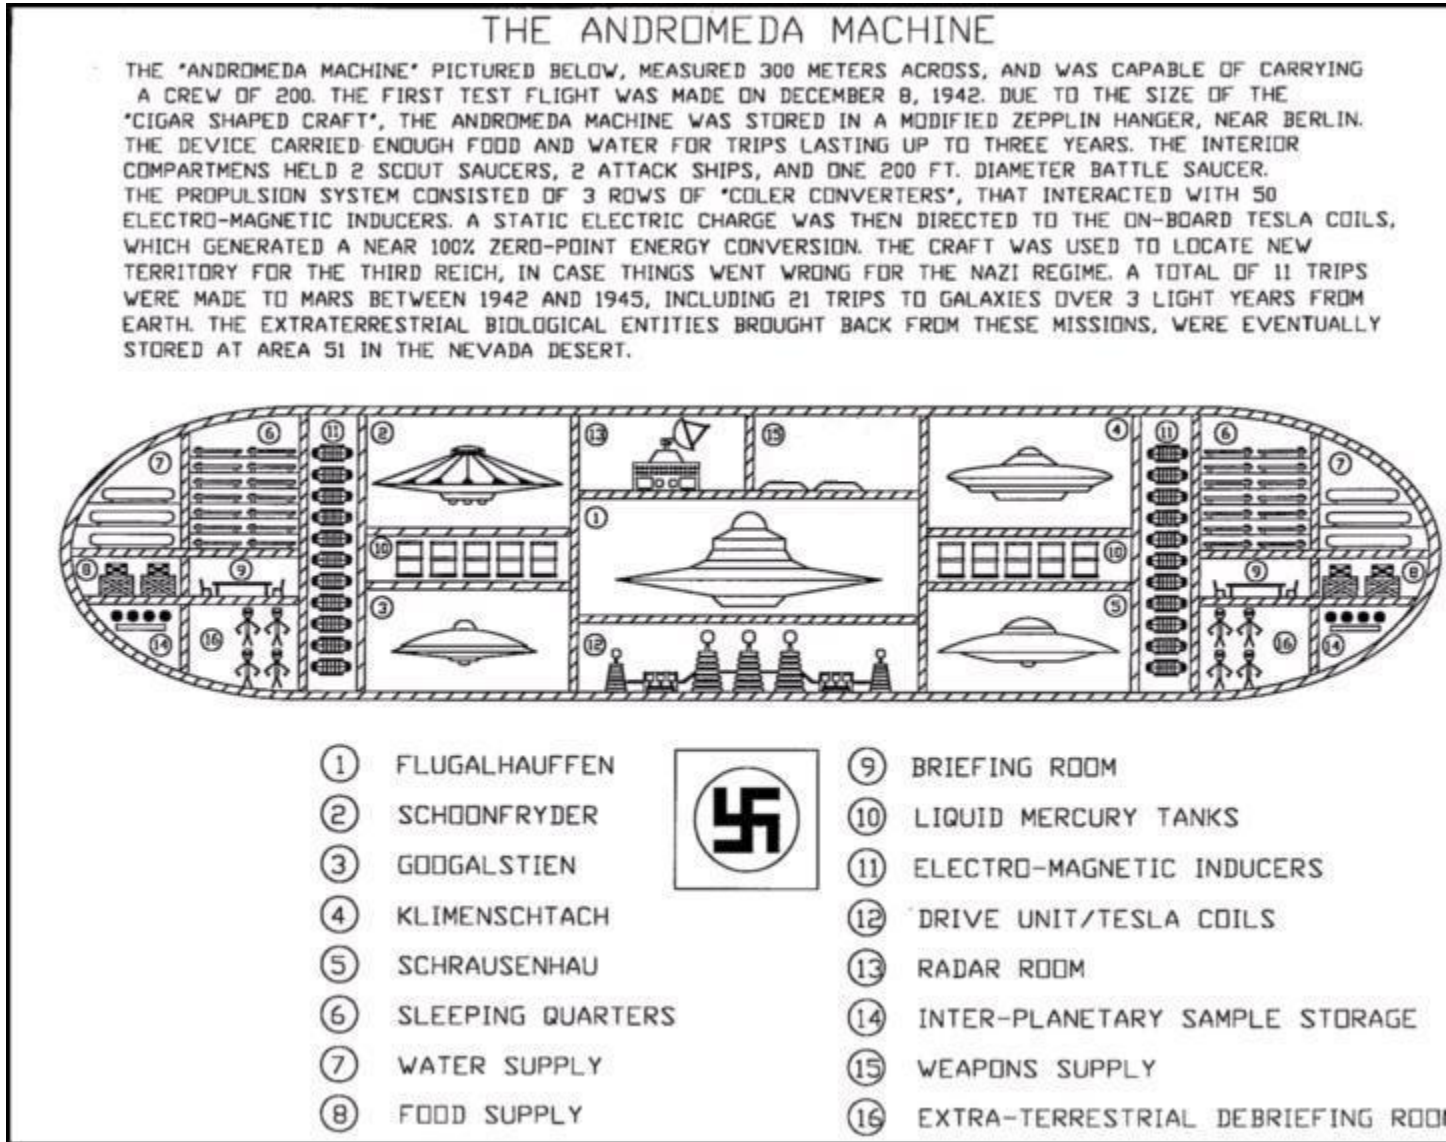 THE ANDROMEDA MACHINE
THE "ANDROMEDA MACHINE" PICTURED BELOW, MEASURED 300 METERS ACROSS, AND WAS CAPABLE OF CARRYING
A CREW OF 200. THE FIRST TEST FLIGHT WAS MADE ON DECEMBER 8, 1942. DUE TO THE SIZE OF THE
"CIGAR SHAPED CRAFT", THE ANDROMEDA MACHINE WAS STORED IN A MODIFIED ZEPPLIN HANGER, NEAR BERLIN.
THE DEVICE CARRIED ENOUGH FOOD AND WATER FOR TRIPS LASTING UP TO THREE YEARS. THE INTERIOR
COMPARTMENS HELD 2 SCOUT SAUCERS, 2 ATTACK SHIPS, AND ONE 200 FT. DIAMETER BATTLE SAUCER.
THE PROPULSION SYSTEM CONSISTED OF 3 ROWS OF "COLER CONVERTERS", THAT INTERACTED WITH 50
ELECTRO-MAGNETIC INDUCERS. A STATIC ELECTRIC CHARGE WAS THEN DIRECTED TO THE ON-BOARD TESLA COILS,
WHICH GENERATED A NEAR 100% ZERO-POINT ENERGY CONVERSION. THE CRAFT WAS USED TO LOCATE NEW
TERRITORY FOR THE THIRD REICH, IN CASE THINGS WENT WRONG FOR THE NAZI REGIME. A TOTAL OF 11 TRIPS
WERE MADE TO MARS BETWEEN 1942 AND 1945, INCLUDING 21 TRIPS TO GALAXIES OVER 3 LIGHT YEARS FROM
EARTH. THE EXTRATERRESTRIAL BIOLOGICAL ENTITIES BROUGHT BACK FROM THESE MISSIONS, WERE EVENTUALLY
STORED AT AREA 51 IN THE NEVADA DESERT.
6 11 2 13 15 4 11 6
7 7
1
10 10
8 9 9 8
3 5
14 16 12 16 14
1 FLUGALHAUFFEN
2 SCHOONFRYDER
3 GOOGALSTIEN
4 KLIMENSCHTACH
5 SCHRAUSENHAU
6 SLEEPING QUARTERS
7 WATER SUPPLY
8 FOOD SUPPLY
9 BRIEFING ROOM
10 LIQUID MERCURY TANKS
11 ELECTRO-MAGNETIC INDUCERS
12 DRIVE UNIT/TESLA COILS
13 RADAR ROOM
14 INTER-PLANETARY SAMPLE STORAGE
15 WEAPONS SUPPLY
16 EXTRA-TERRESTRIAL DEBRIEFING ROOM